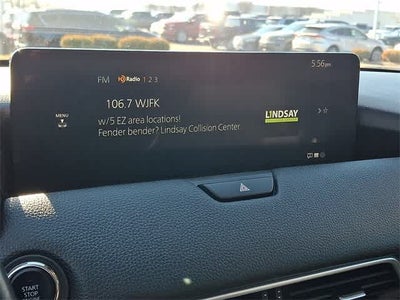 5:56pm
FM HD Radio 1 2 3
106.7 WJFK
MENU
w/5 EZ area locations!
Fender bender? Lindsay Collision Center
LINDSAY
START
STOP